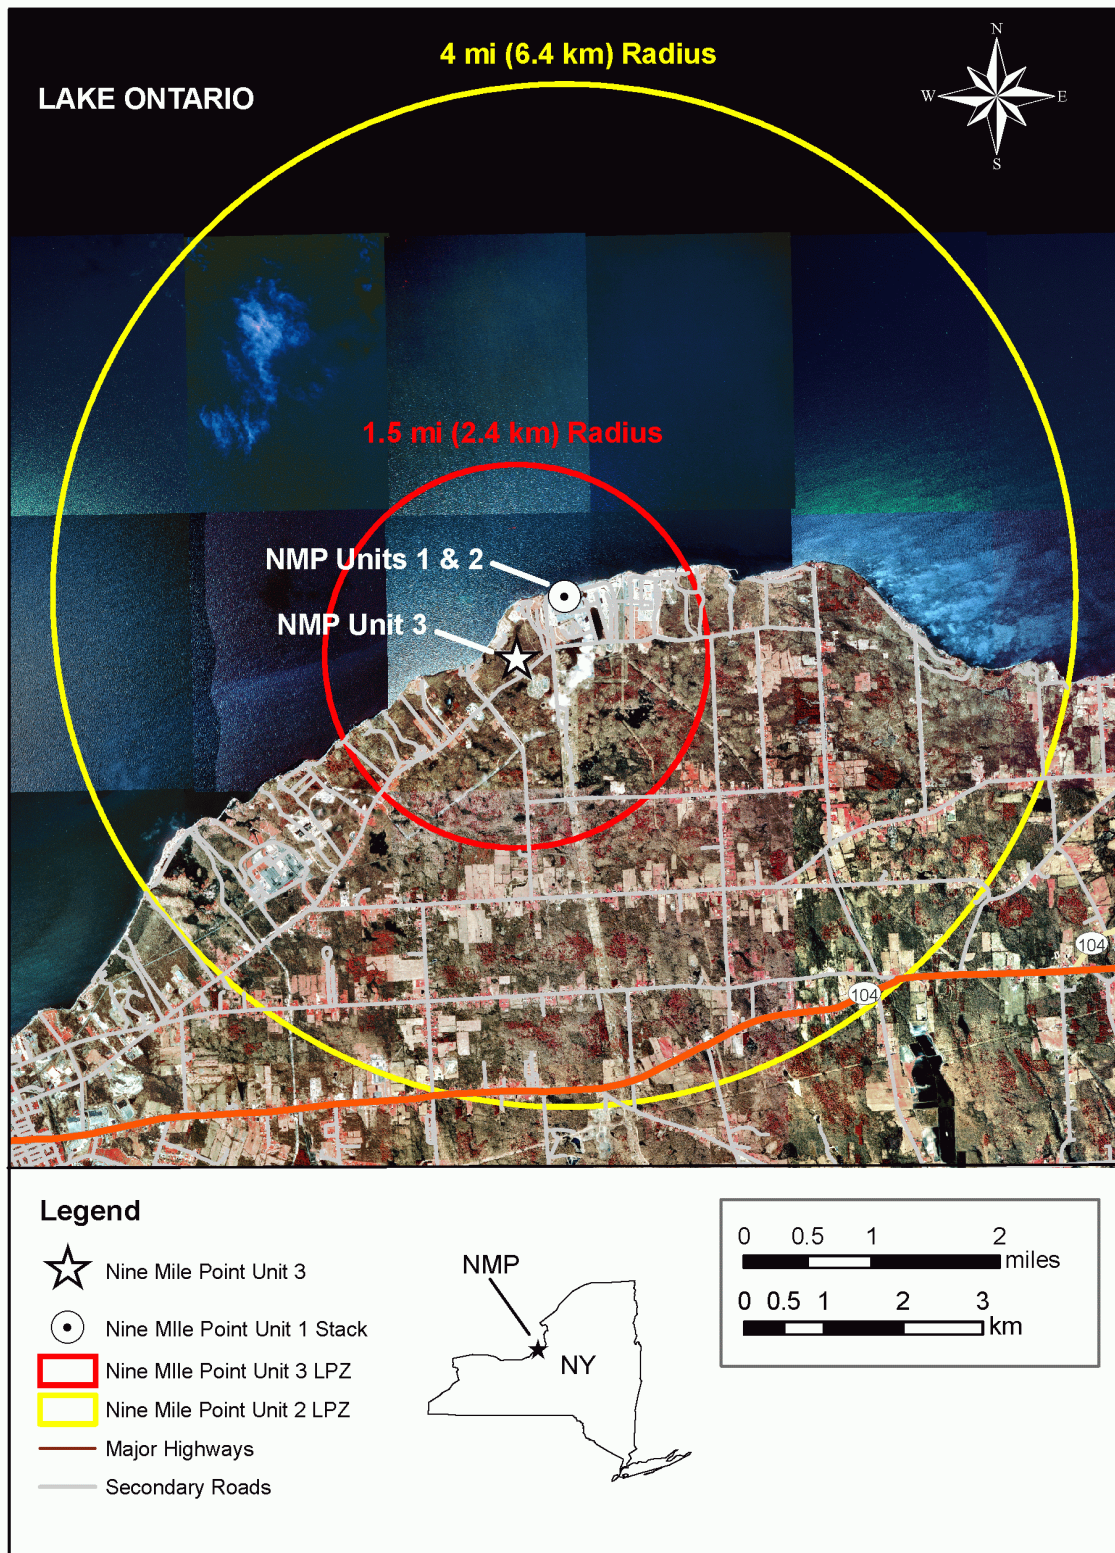 4 mi (6.4 km) Radius
LAKE ONTARIO
N
W
E
S
1.5 mi (2.4 km) Radius
NMP Units 1 & 2
NMP Unit 3
104
104
Legend
Nine Mile Point Unit 3
Nine MIle Point Unit 1 Stack
Nine MIle Point Unit 3 LPZ
Nine Mile Point Unit 2 LPZ
Major Highways
Secondary Roads
NMP
NY
0 0.5 1 2
miles
0 0.5 1 2 3
km